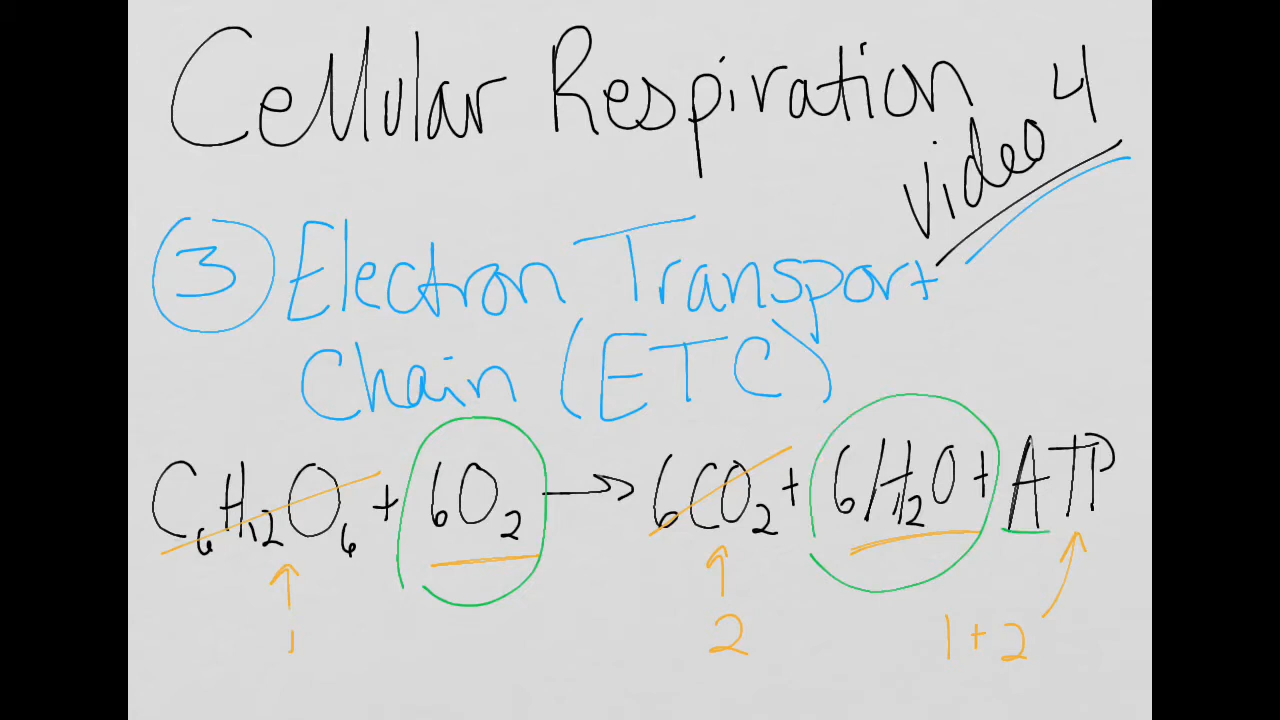 Cellular Respiration
video 4
③ Electron Transport
Chain (ETC)
C₆H₁₂O₆ + 6O₂ → 6CO₂ + 6H₂O + ATP
1 2 1+2